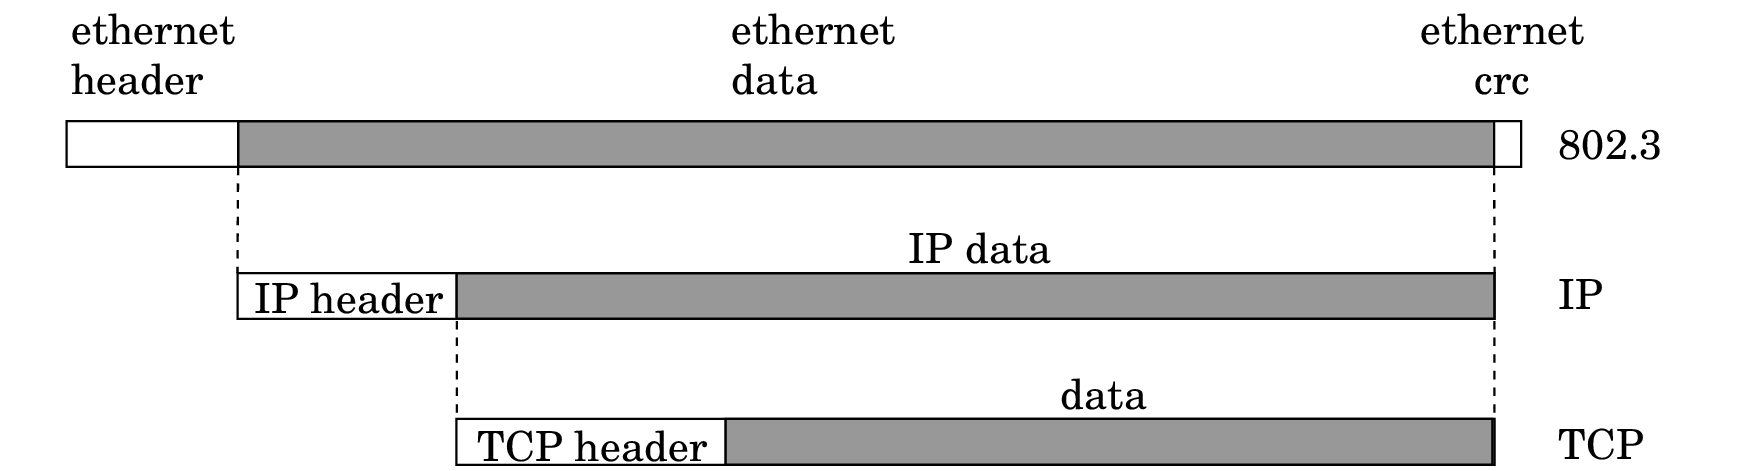 ethernet ethernet ethernet
header data crc
802.3
IP data
IP header IP
data
TCP header TCP